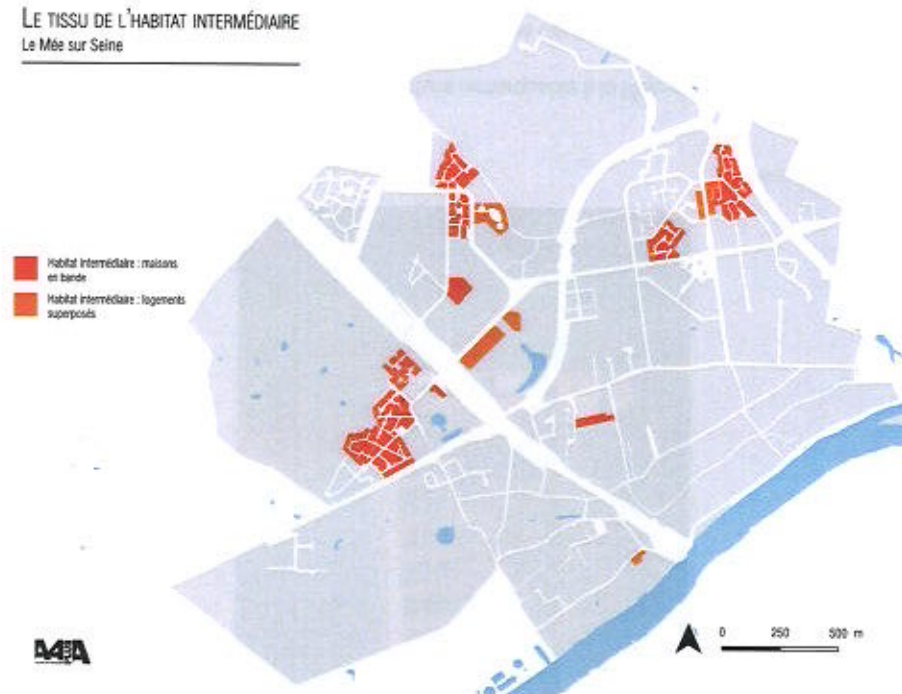 LE TISSU DE L'HABITAT INTERMÉDIAIRE
Le Mée sur Seine
Habitat intermédiaire : maisons
en bande
Habitat intermédiaire : logements
superposés
0 250 500 m